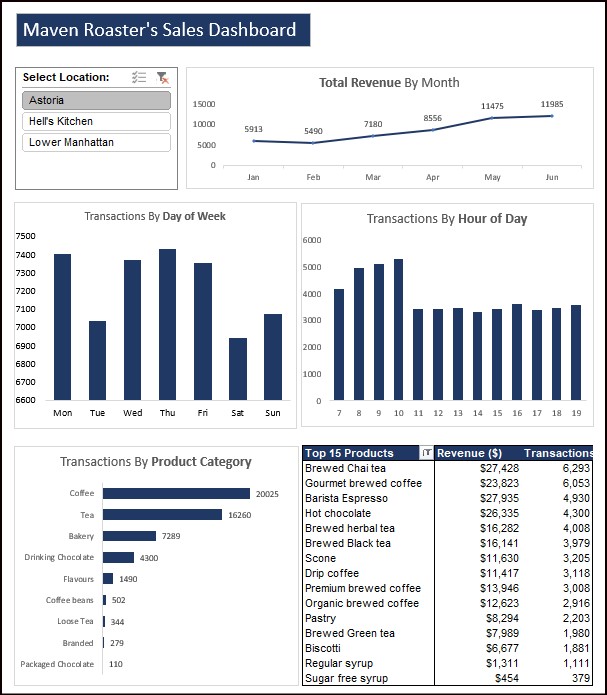 Maven Roaster's Sales Dashboard
Select Location:
Astoria
Hell's Kitchen
Lower Manhattan
Total Revenue By Month
15000
10000
5000
0
5913
5490
7180
8556
11475
11985
Jan Feb Mar Apr May Jun
Transactions By Day of Week
7500
7400
7300
7200
7100
7000
6900
6800
6700
6600
Mon Tue Wed Thu Fri Sat Sun
Transactions By Hour of Day
6000
5000
4000
3000
2000
1000
0
7 8 9 10 11 12 13 14 15 16 17 18 19
Transactions By Product Category
Coffee 20025
Tea 16260
Bakery 7289
Drinking Chocolate 4300
Flavours 1490
Coffee beans 502
Loose Tea 344
Branded 279
Packaged Chocolate 110
Top 15 Products Revenue ($) Transactions
Brewed Chai tea $27,428 6,293
Gourmet brewed coffee $23,823 6,053
Barista Espresso $27,935 4,930
Hot chocolate $26,335 4,300
Brewed herbal tea $16,282 4,008
Brewed Black tea $16,141 3,979
Scone $11,630 3,205
Drip coffee $11,417 3,118
Premium brewed coffee $13,946 3,008
Organic brewed coffee $12,623 2,916
Pastry $8,294 2,203
Brewed Green tea $7,989 1,980
Biscotti $6,677 1,881
Regular syrup $1,311 1,111
Sugar free syrup $454 379